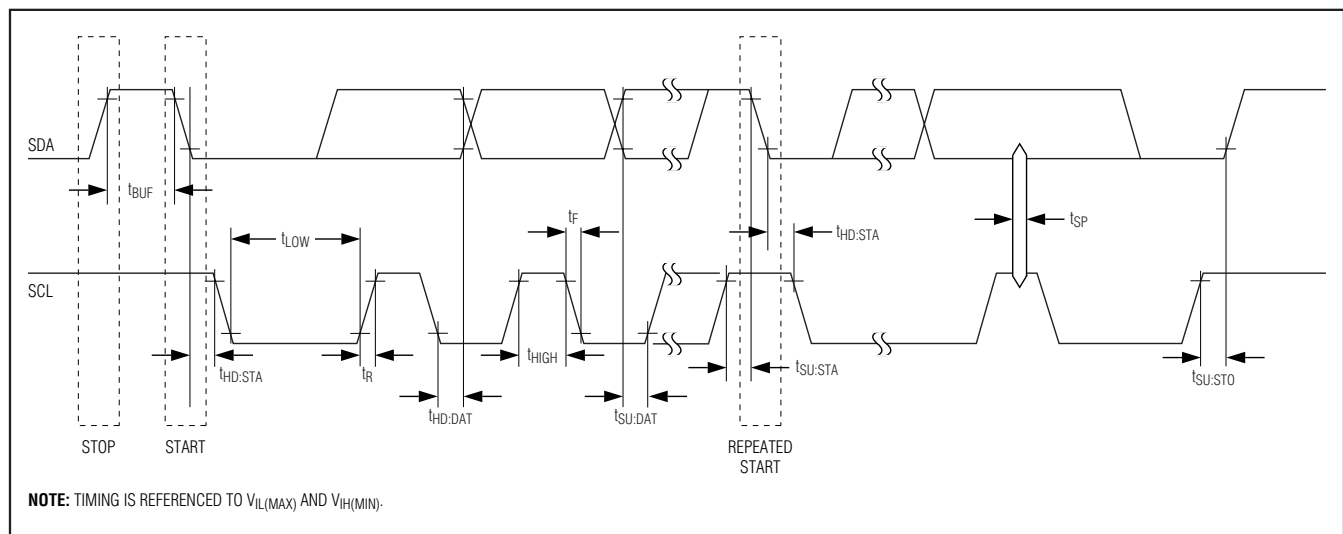 SDA
tBUF
tLOW
tF
tHD:STA
tSP
SCL
tHD:STA
tR
tHD:DAT
tHIGH
tSU:DAT
tSU:STA
tSU:STO
STOP
START
REPEATED
START
NOTE: TIMING IS REFERENCED TO VIL(MAX) AND VIH(MIN).